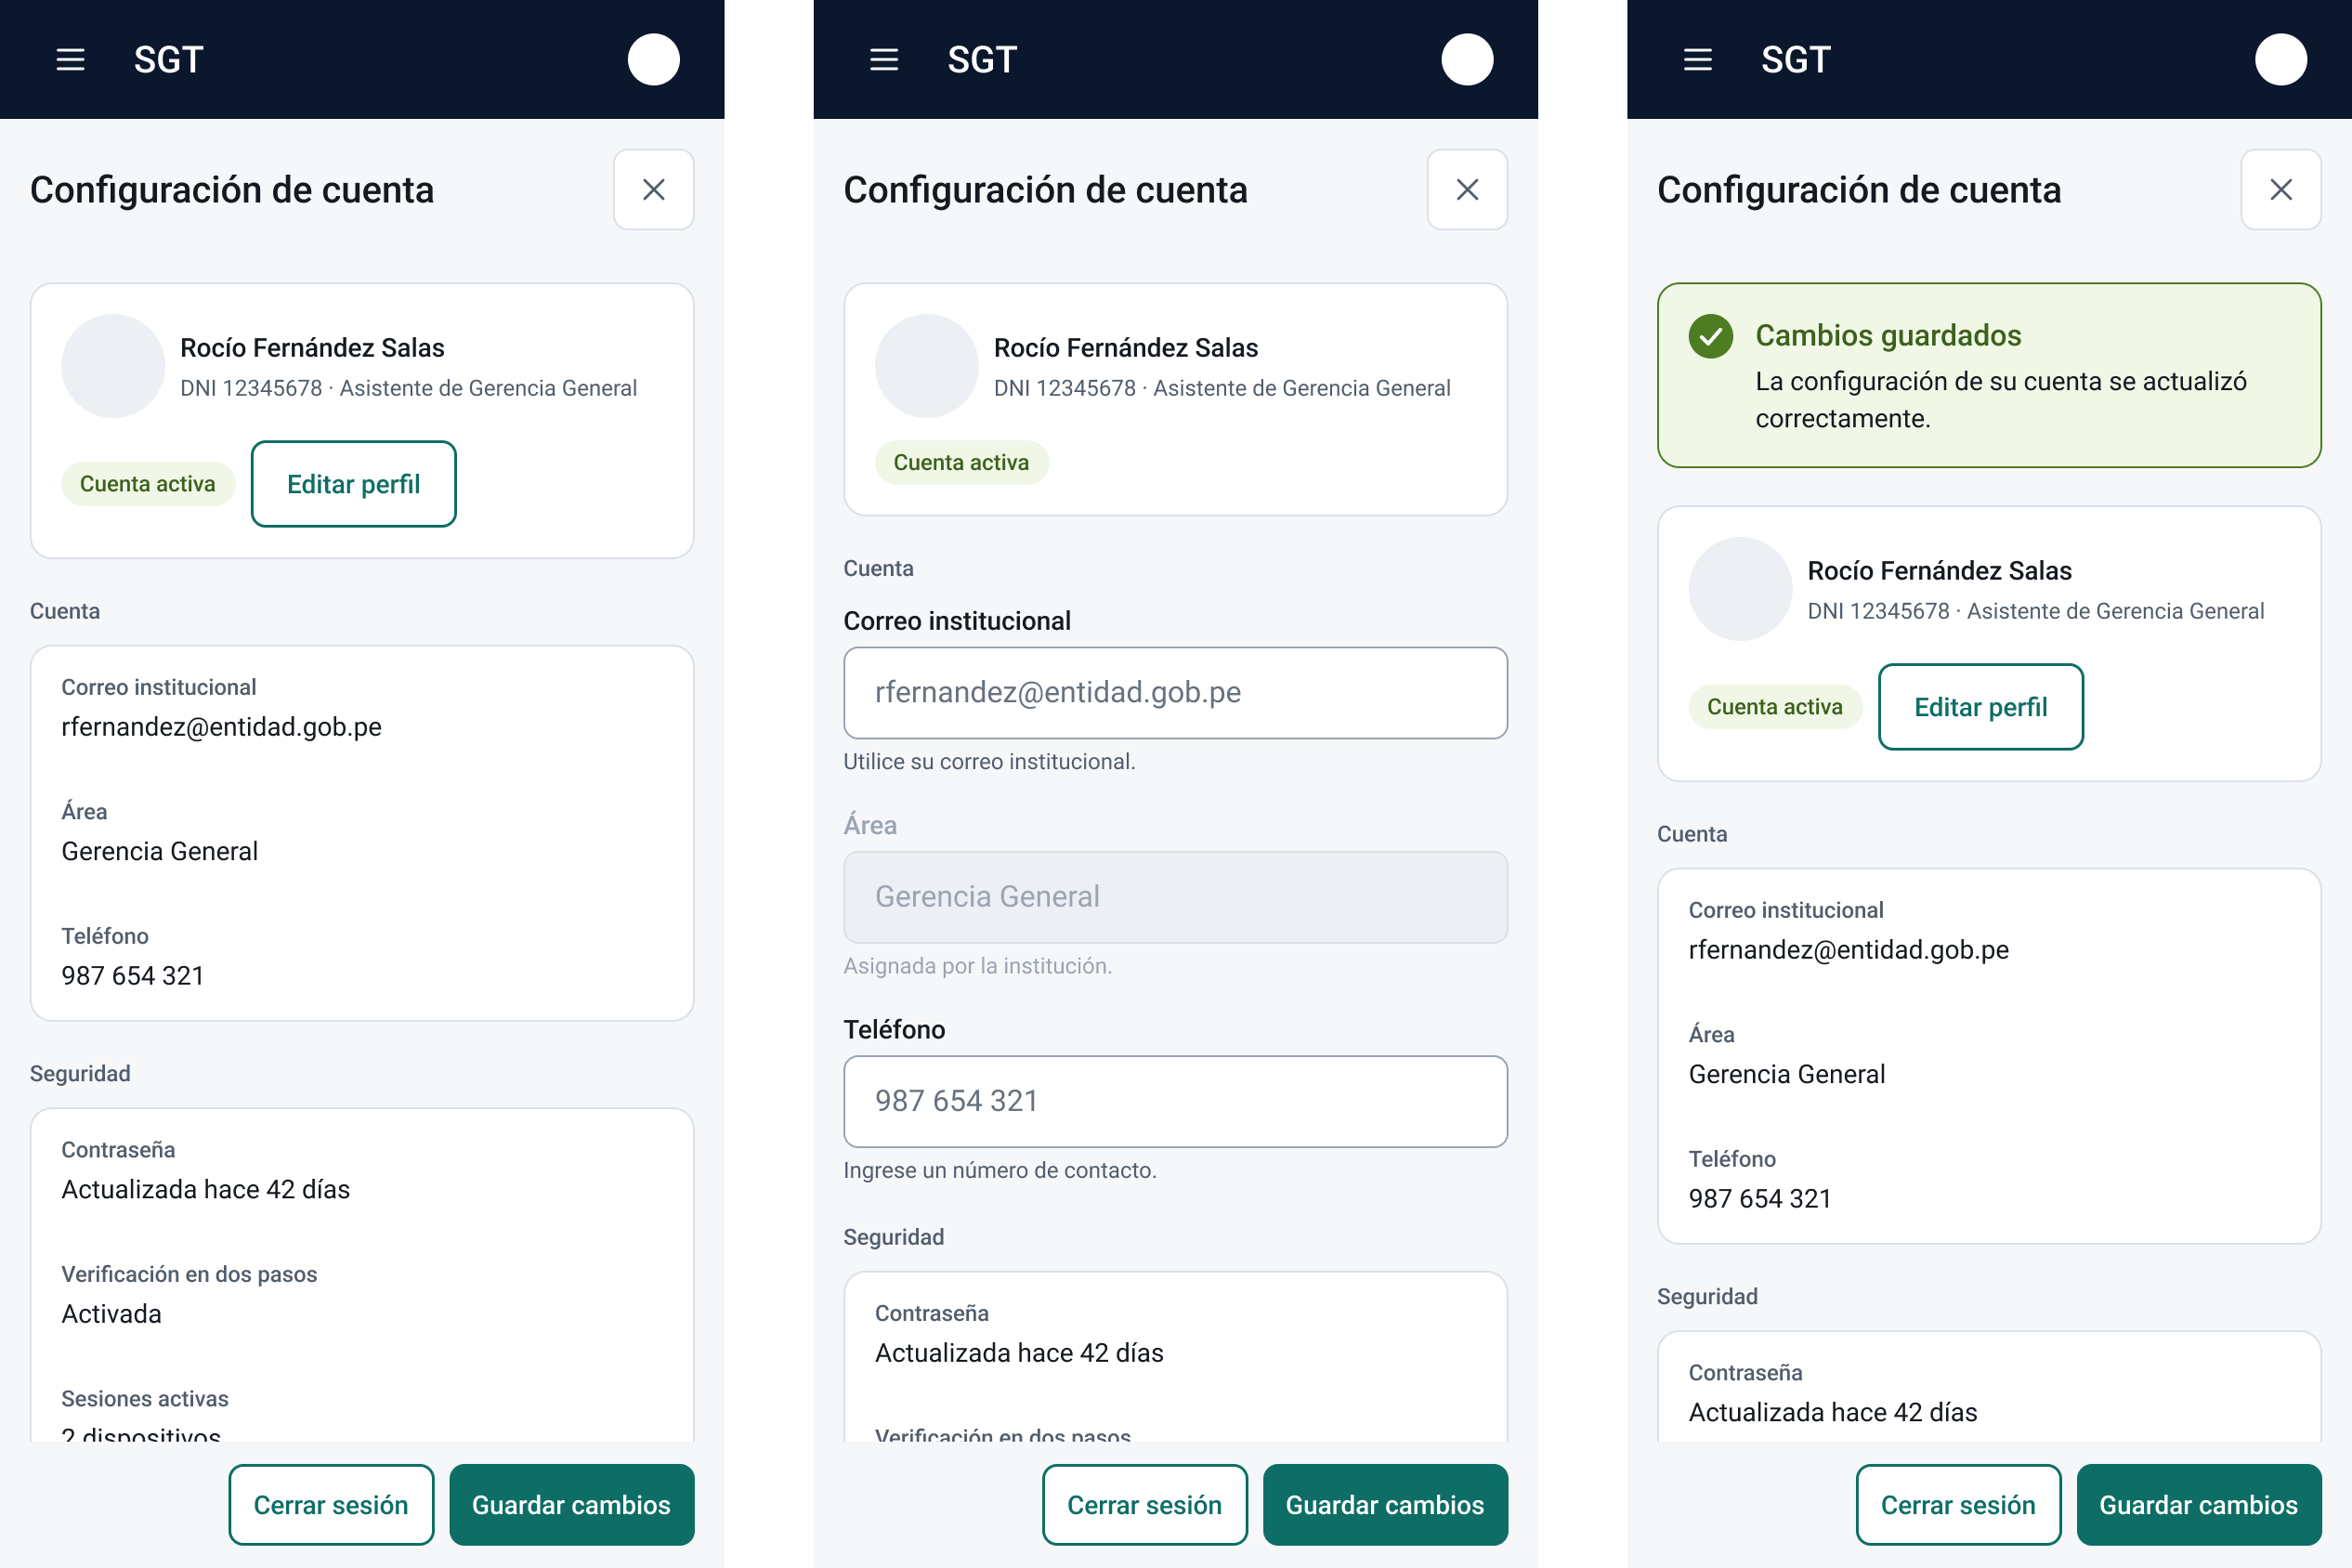 SGT
Configuración de cuenta
Rocío Fernández Salas
DNI 12345678 · Asistente de Gerencia General
Cuenta activa
Editar perfil
Cuenta
Correo institucional
rfernandez@entidad.gob.pe
Área
Gerencia General
Teléfono
987 654 321
Seguridad
Contraseña
Actualizada hace 42 días
Verificación en dos pasos
Activada
Sesiones activas
2 dispositivos
Cerrar sesión
Guardar cambios
SGT
Configuración de cuenta
Rocío Fernández Salas
DNI 12345678 · Asistente de Gerencia General
Cuenta activa
Cuenta
Correo institucional
rfernandez@entidad.gob.pe
Utilice su correo institucional.
Área
Gerencia General
Asignada por la institución.
Teléfono
987 654 321
Ingrese un número de contacto.
Seguridad
Contraseña
Actualizada hace 42 días
Verificación en dos pasos
Cerrar sesión
Guardar cambios
SGT
Configuración de cuenta
Cambios guardados
La configuración de su cuenta se actualizó
correctamente.
Rocío Fernández Salas
DNI 12345678 · Asistente de Gerencia General
Cuenta activa
Editar perfil
Cuenta
Correo institucional
rfernandez@entidad.gob.pe
Área
Gerencia General
Teléfono
987 654 321
Seguridad
Contraseña
Actualizada hace 42 días
Cerrar sesión
Guardar cambios